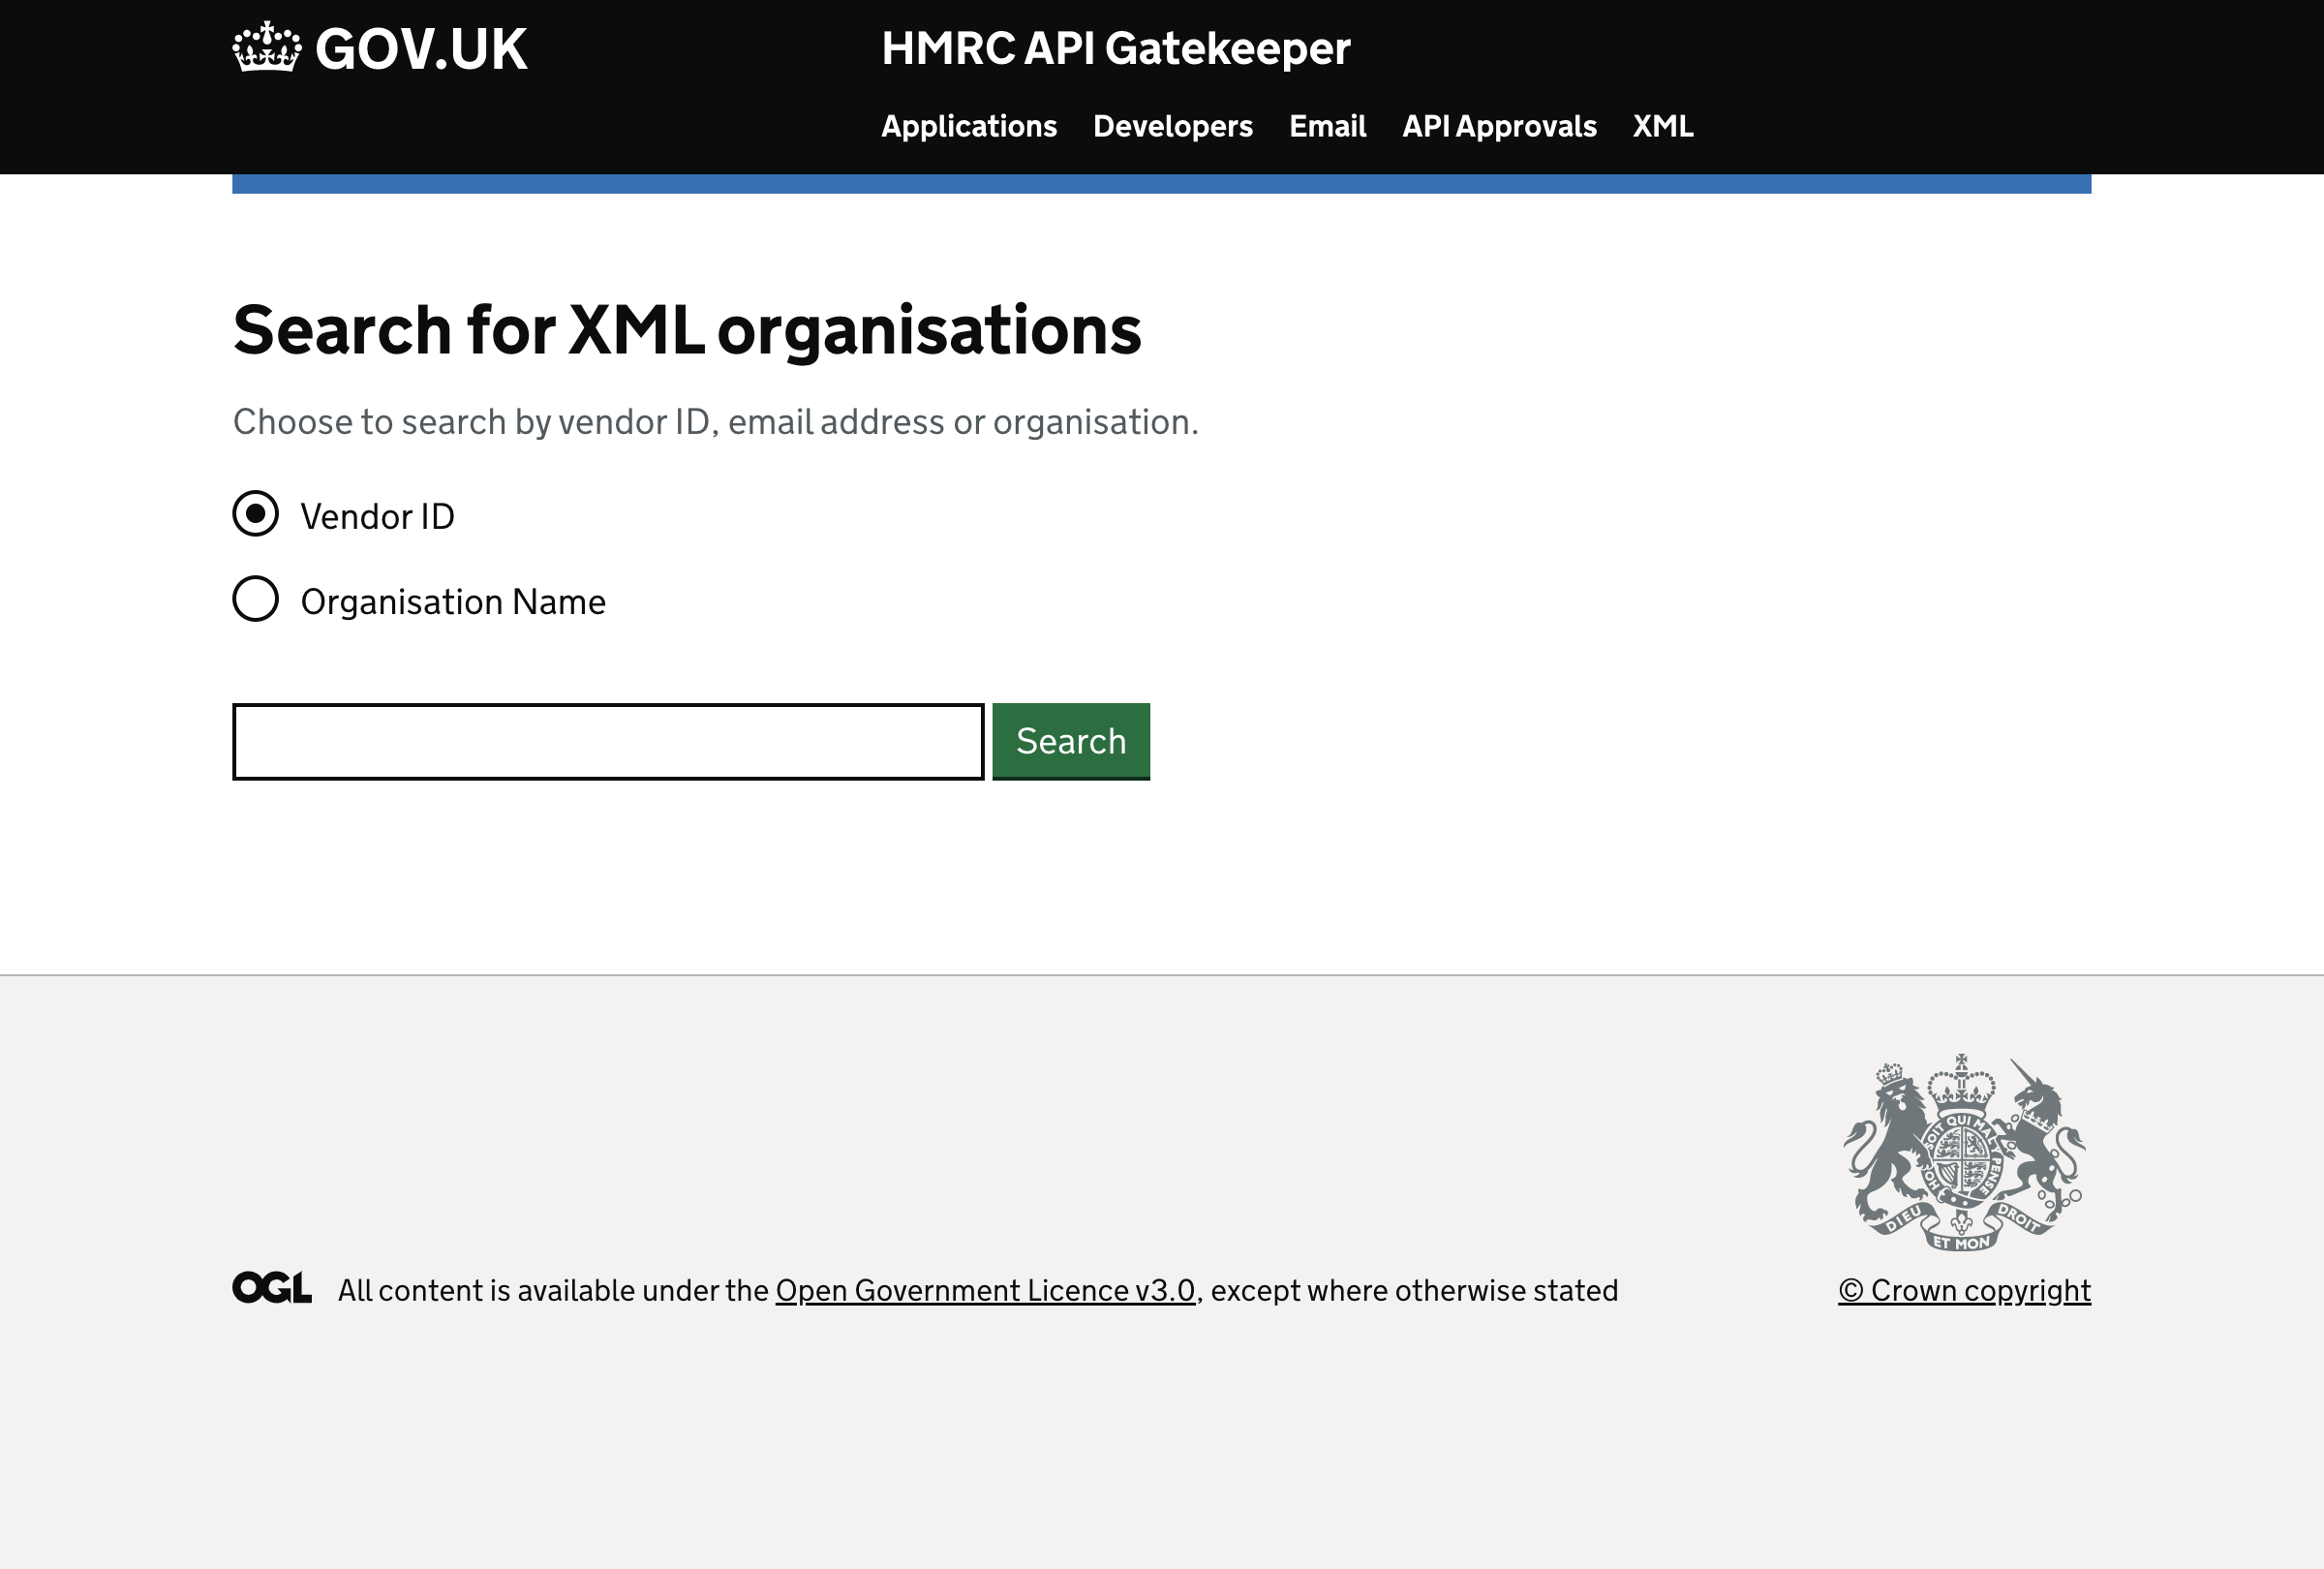 GOV.UK
HMRC API Gatekeeper
Applications Developers Email API Approvals XML
Search for XML organisations
Choose to search by vendor ID, email address or organisation.
Vendor ID
Organisation Name
Search
SOIT QUI MAL
PENSE
HO
DIEU
ET MON
DROIT
OGL All content is available under the Open Government Licence v3.0, except where otherwise stated
© Crown copyright